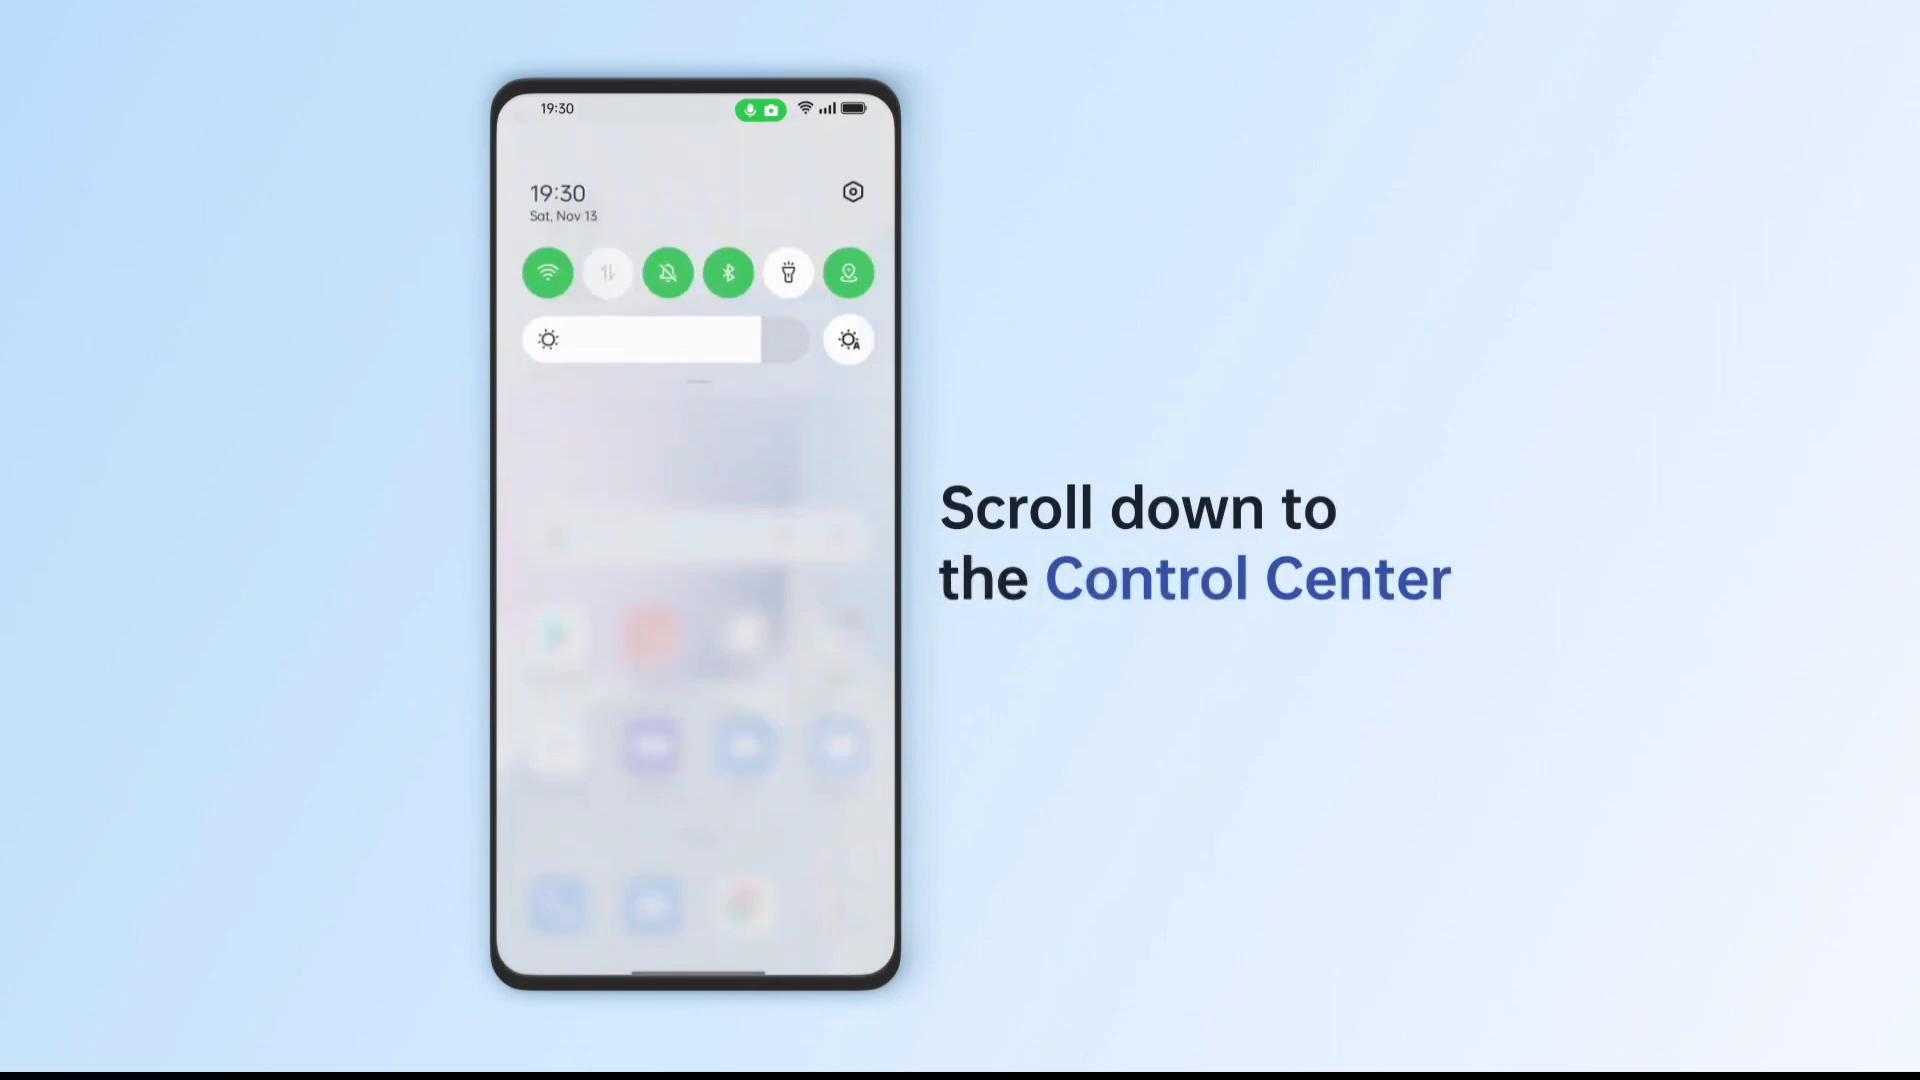 19:30
19:30
Sat, Nov 13
A
Scroll down to
the Control Center